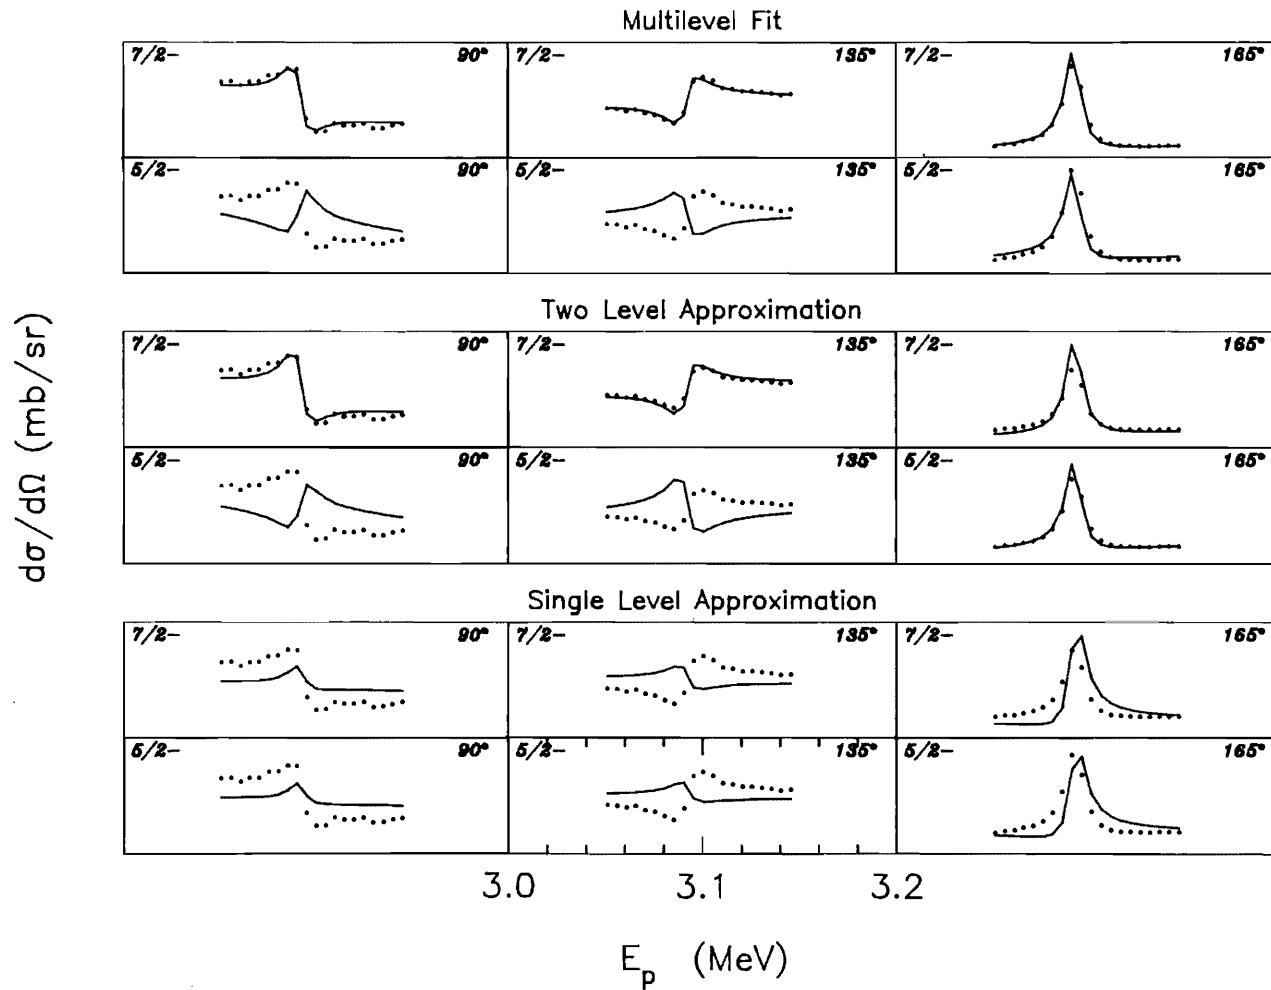 Multilevel Fit
7/2- 90° 7/2- 135° 7/2- 165°
5/2- 90° 5/2- 135° 5/2- 165°
Two Level Approximation
7/2- 90° 7/2- 135° 7/2- 165°
5/2- 90° 5/2- 135° 5/2- 165°
Single Level Approximation
7/2- 90° 7/2- 135° 7/2- 165°
5/2- 90° 5/2- 135° 5/2- 165°
3.0 3.1 3.2
E_p (MeV)
dσ/dΩ (mb/sr)